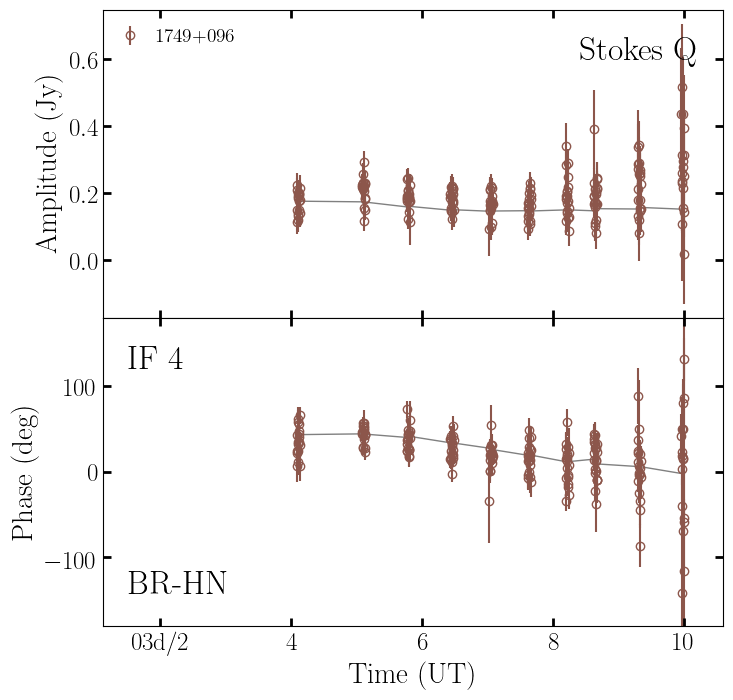 1749+096
Stokes Q
0.6
0.4
0.2
0.0
Amplitude (Jy)
IF 4
100
0
−100
Phase (deg)
BR-HN
03d/2 4 6 8 10
Time (UT)